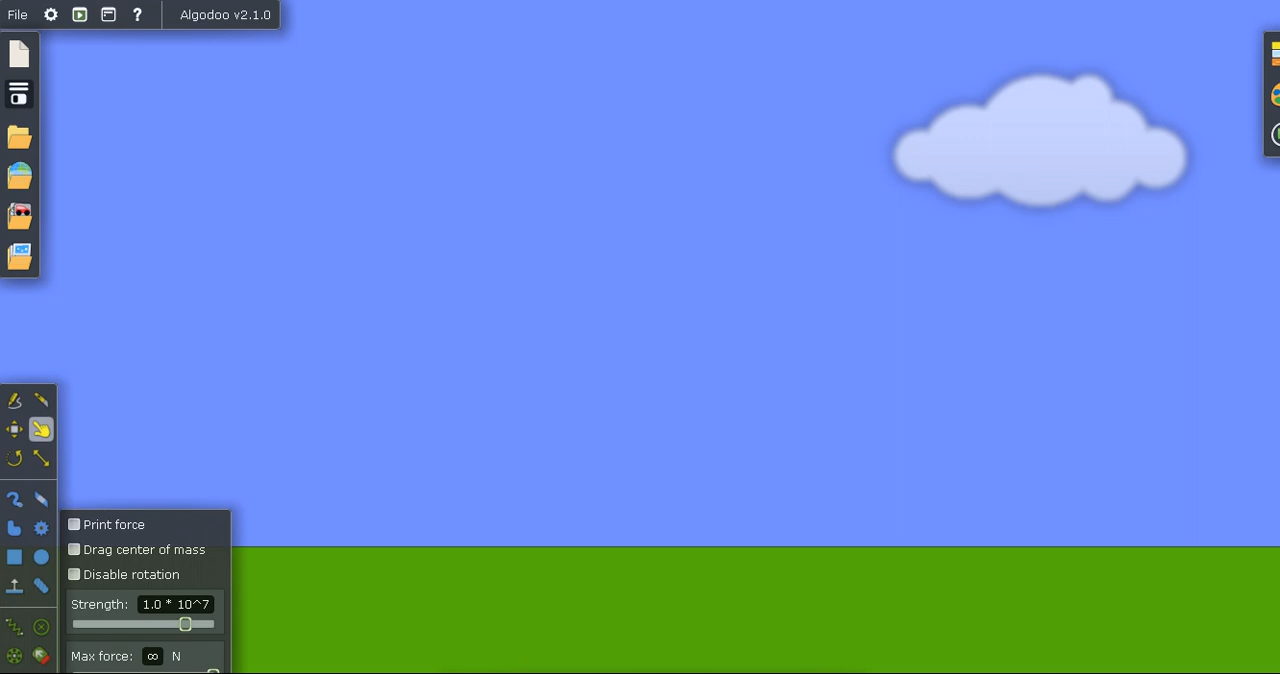 File ? Algodoo v2.1.0
Print force
Drag center of mass
Disable rotation
Strength: 1.0 * 10^7
Max force: ∞ N